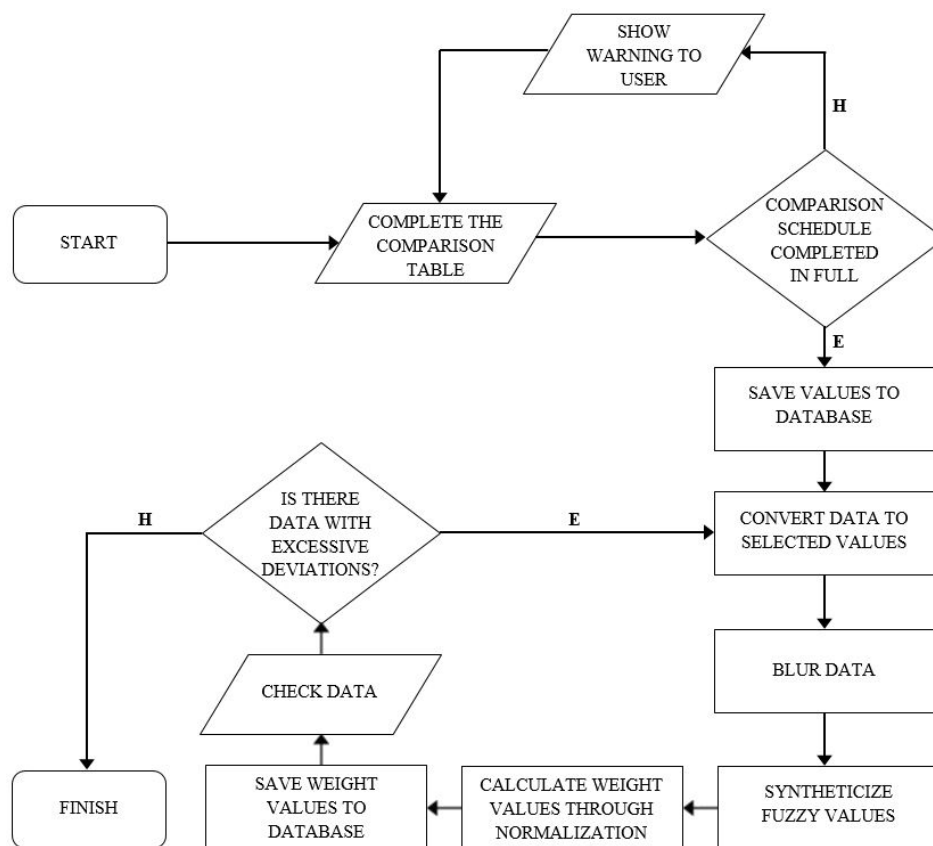 SHOW
WARNING TO
USER
H
START
COMPLETE THE
COMPARISON
TABLE
COMPARISON
SCHEDULE
COMPLETED
IN FULL
E
SAVE VALUES TO
DATABASE
IS THERE
DATA WITH
EXCESSIVE
DEVIATIONS?
H
E
CONVERT DATA TO
SELECTED VALUES
BLUR DATA
CHECK DATA
FINISH
SAVE WEIGHT
VALUES TO
DATABASE
CALCULATE WEIGHT
VALUES THROUGH
NORMALIZATION
SYNTHETICIZE
FUZZY VALUES